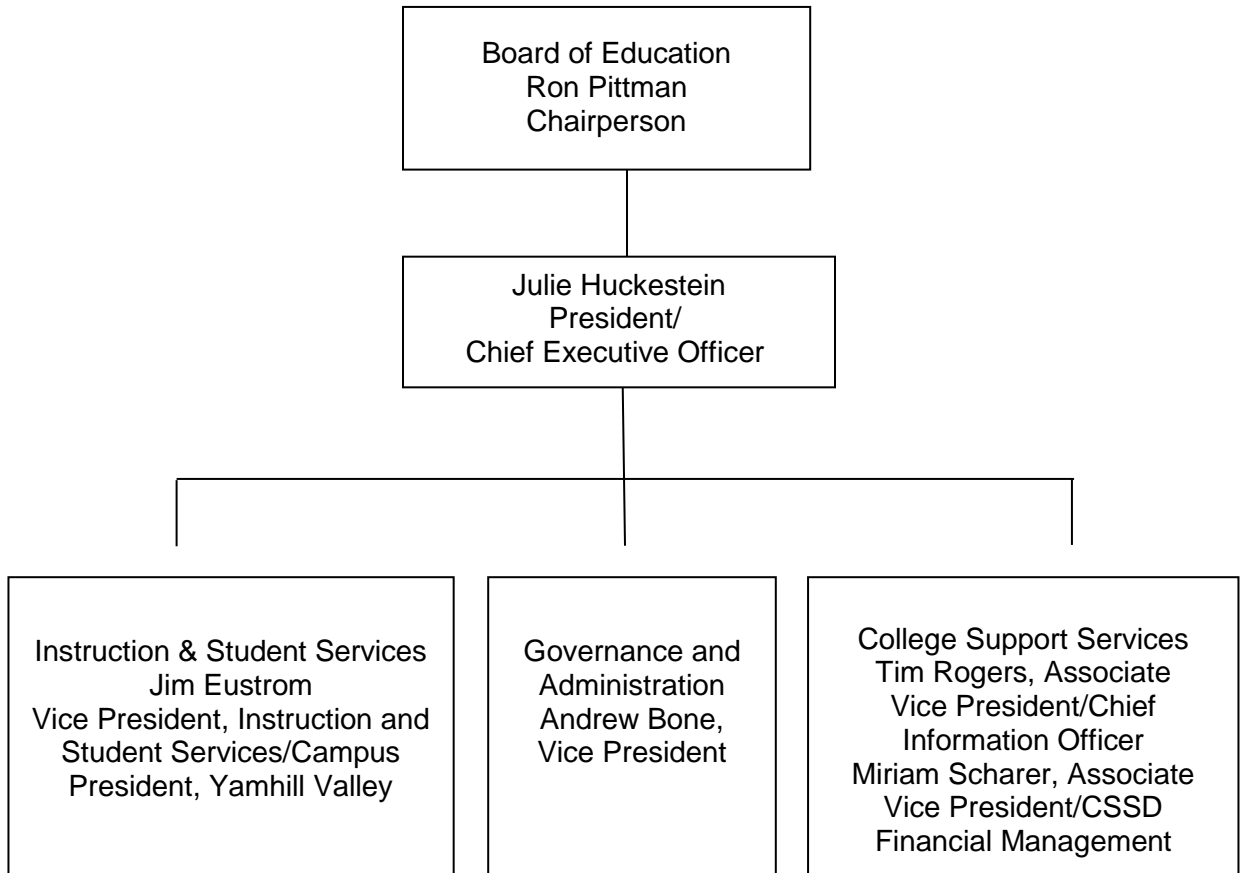 Board of Education
Ron Pittman
Chairperson
Julie Huckestein
President/
Chief Executive Officer
Instruction & Student Services
Jim Eustrom
Vice President, Instruction and
Student Services/Campus
President, Yamhill Valley
Governance and
Administration
Andrew Bone,
Vice President
College Support Services
Tim Rogers, Associate
Vice President/Chief
Information Officer
Miriam Scharer, Associate
Vice President/CSSD
Financial Management